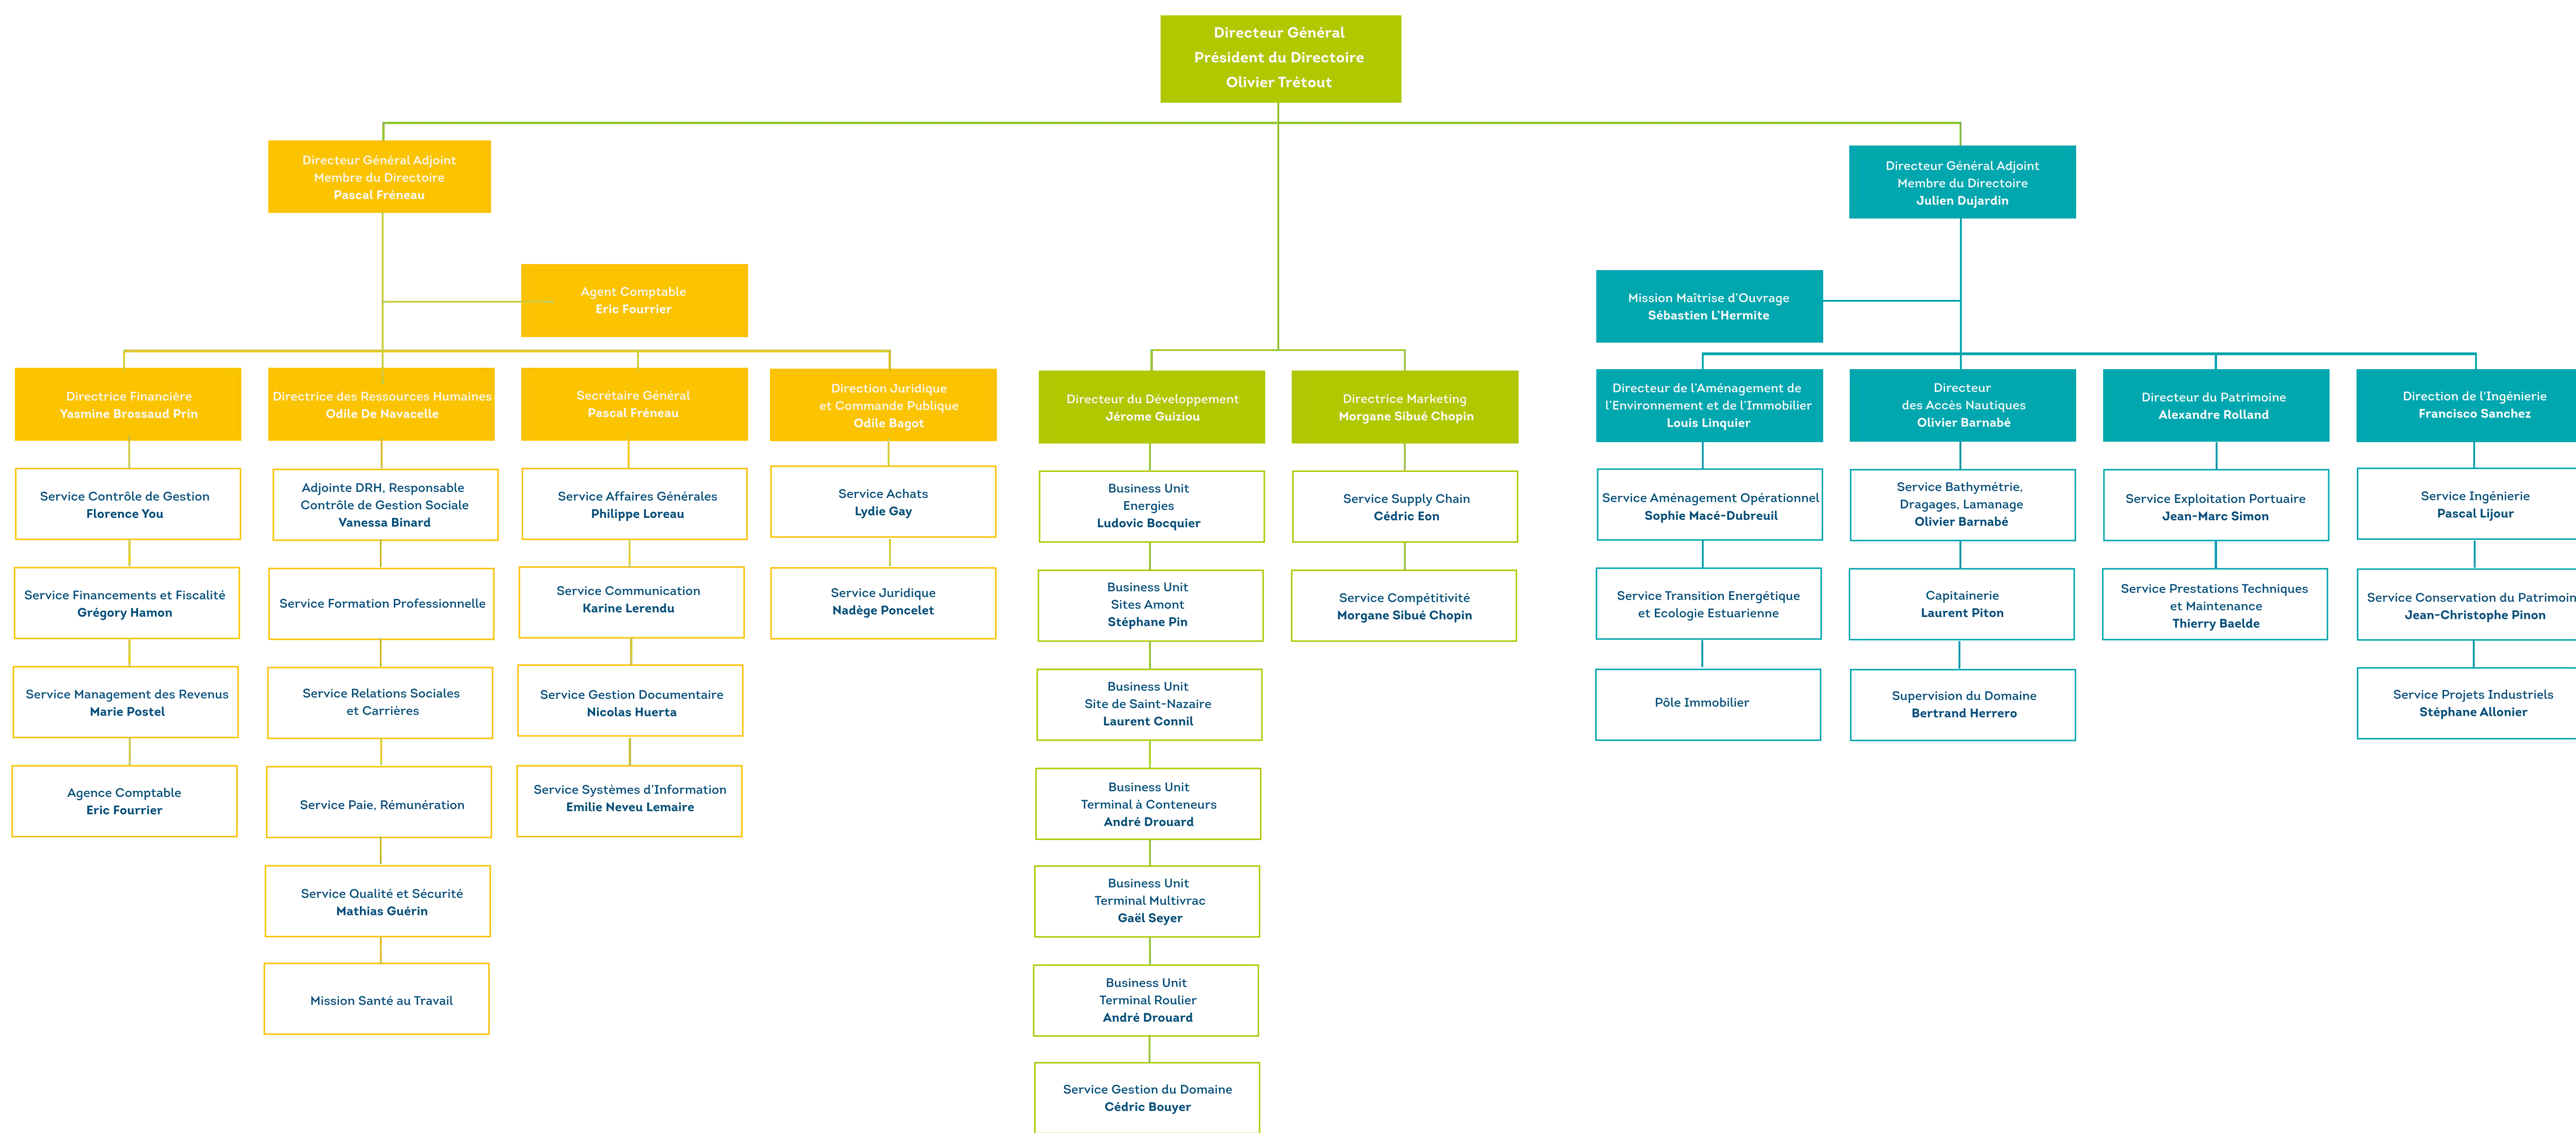 Directeur Général
Président du Directoire
Olivier Trétout
Directeur Général Adjoint
Membre du Directoire
Pascal Fréneau
Directeur Général Adjoint
Membre du Directoire
Julien Dujardin
Agent Comptable
Eric Fourrier
Mission Maîtrise d'Ouvrage
Sébastien L'Hermite
Directrice Financière
Yasmine Brossaud Prin
Service Contrôle de Gestion
Florence You
Service Financements et Fiscalité
Grégory Hamon
Service Management des Revenus
Marie Postel
Agence Comptable
Eric Fourrier
Directrice des Ressources Humaines
Odile De Navacelle
Adjointe DRH, Responsable
Contrôle de Gestion Sociale
Vanessa Binard
Service Formation Professionnelle
Service Relations Sociales
et Carrières
Service Paie, Rémunération
Service Qualité et Sécurité
Mathias Guérin
Mission Santé au Travail
Secrétaire Général
Pascal Fréneau
Service Affaires Générales
Philippe Loreau
Service Communication
Karine Lerendu
Service Gestion Documentaire
Nicolas Huerta
Service Systèmes d'Information
Emilie Neveu Lemaire
Direction Juridique
et Commande Publique
Odile Bagot
Service Achats
Lydie Gay
Service Juridique
Nadège Poncelet
Directeur du Développement
Jérome Guiziou
Business Unit
Energies
Ludovic Bocquier
Business Unit
Sites Amont
Stéphane Pin
Business Unit
Site de Saint-Nazaire
Laurent Connil
Business Unit
Terminal à Conteneurs
André Drouard
Business Unit
Terminal Multivrac
Gaël Seyer
Business Unit
Terminal Roulier
André Drouard
Service Gestion du Domaine
Cédric Bouyer
Directrice Marketing
Morgane Sibué Chopin
Service Supply Chain
Cédric Eon
Service Compétitivité
Morgane Sibué Chopin
Directeur de l'Aménagement de
l'Environnement et de l'Immobilier
Louis Linquier
Service Aménagement Opérationnel
Sophie Macé-Dubreuil
Service Transition Energétique
et Ecologie Estuarienne
Pôle Immobilier
Directeur
des Accès Nautiques
Olivier Barnabé
Service Bathymétrie,
Dragages, Lamanage
Olivier Barnabé
Capitainerie
Laurent Piton
Supervision du Domaine
Bertrand Herrero
Directeur du Patrimoine
Alexandre Rolland
Service Exploitation Portuaire
Jean-Marc Simon
Service Prestations Techniques
et Maintenance
Thierry Baelde
Direction de l'Ingénierie
Francisco Sanchez
Service Ingénierie
Pascal Lijour
Service Conservation du Patrimoin
Jean-Christophe Pinon
Service Projets Industriels
Stéphane Allonier